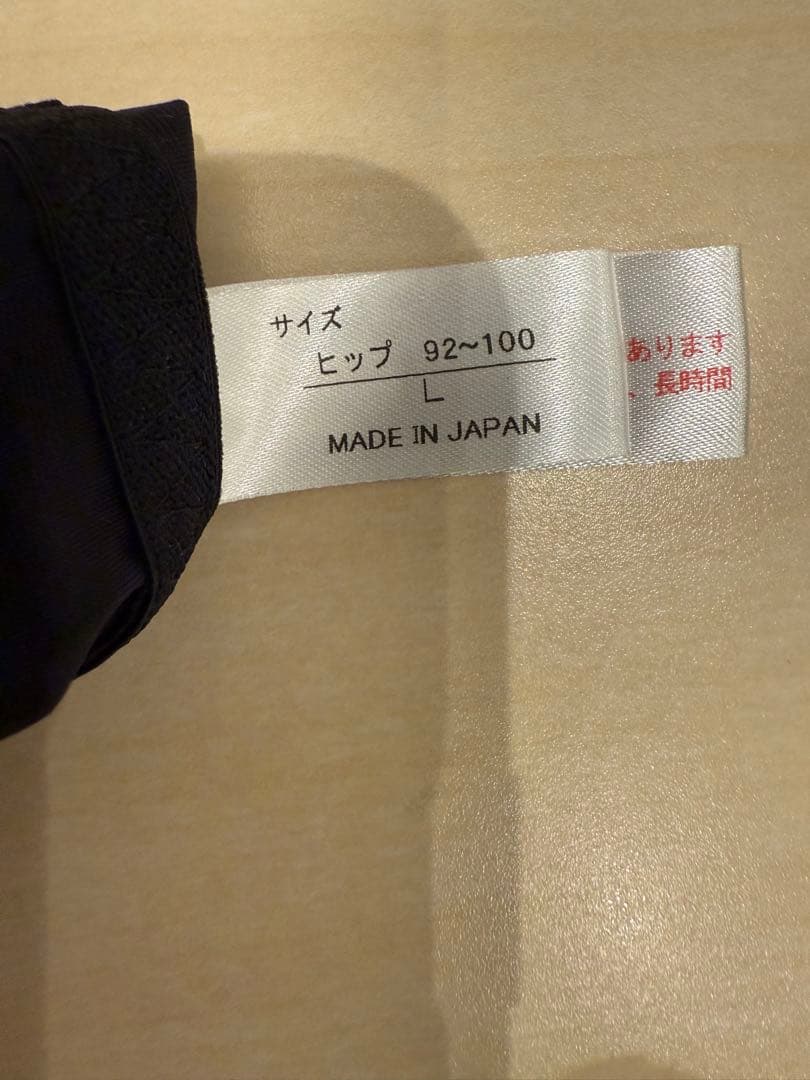 サイズ
ヒップ 92~100
L
MADE IN JAPAN
あります
、長時間